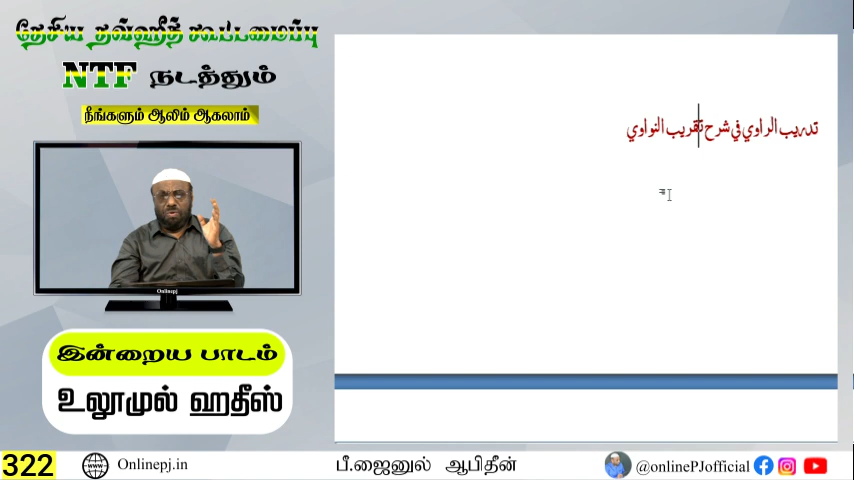 தேசிய தவ்ஹீத் கூட்டமைப்பு
NTF நடத்தும்
நீங்களும் ஆலிம் ஆகலாம்
تدريب الراوي في شرح تقريب النواوي
Onlinepj
இன்றைய பாடம்
உலூமுல் ஹதீஸ்
322
www
Onlinepj.in
பீ.ஜைனுல் ஆபிதீன்
@onlinePJofficial